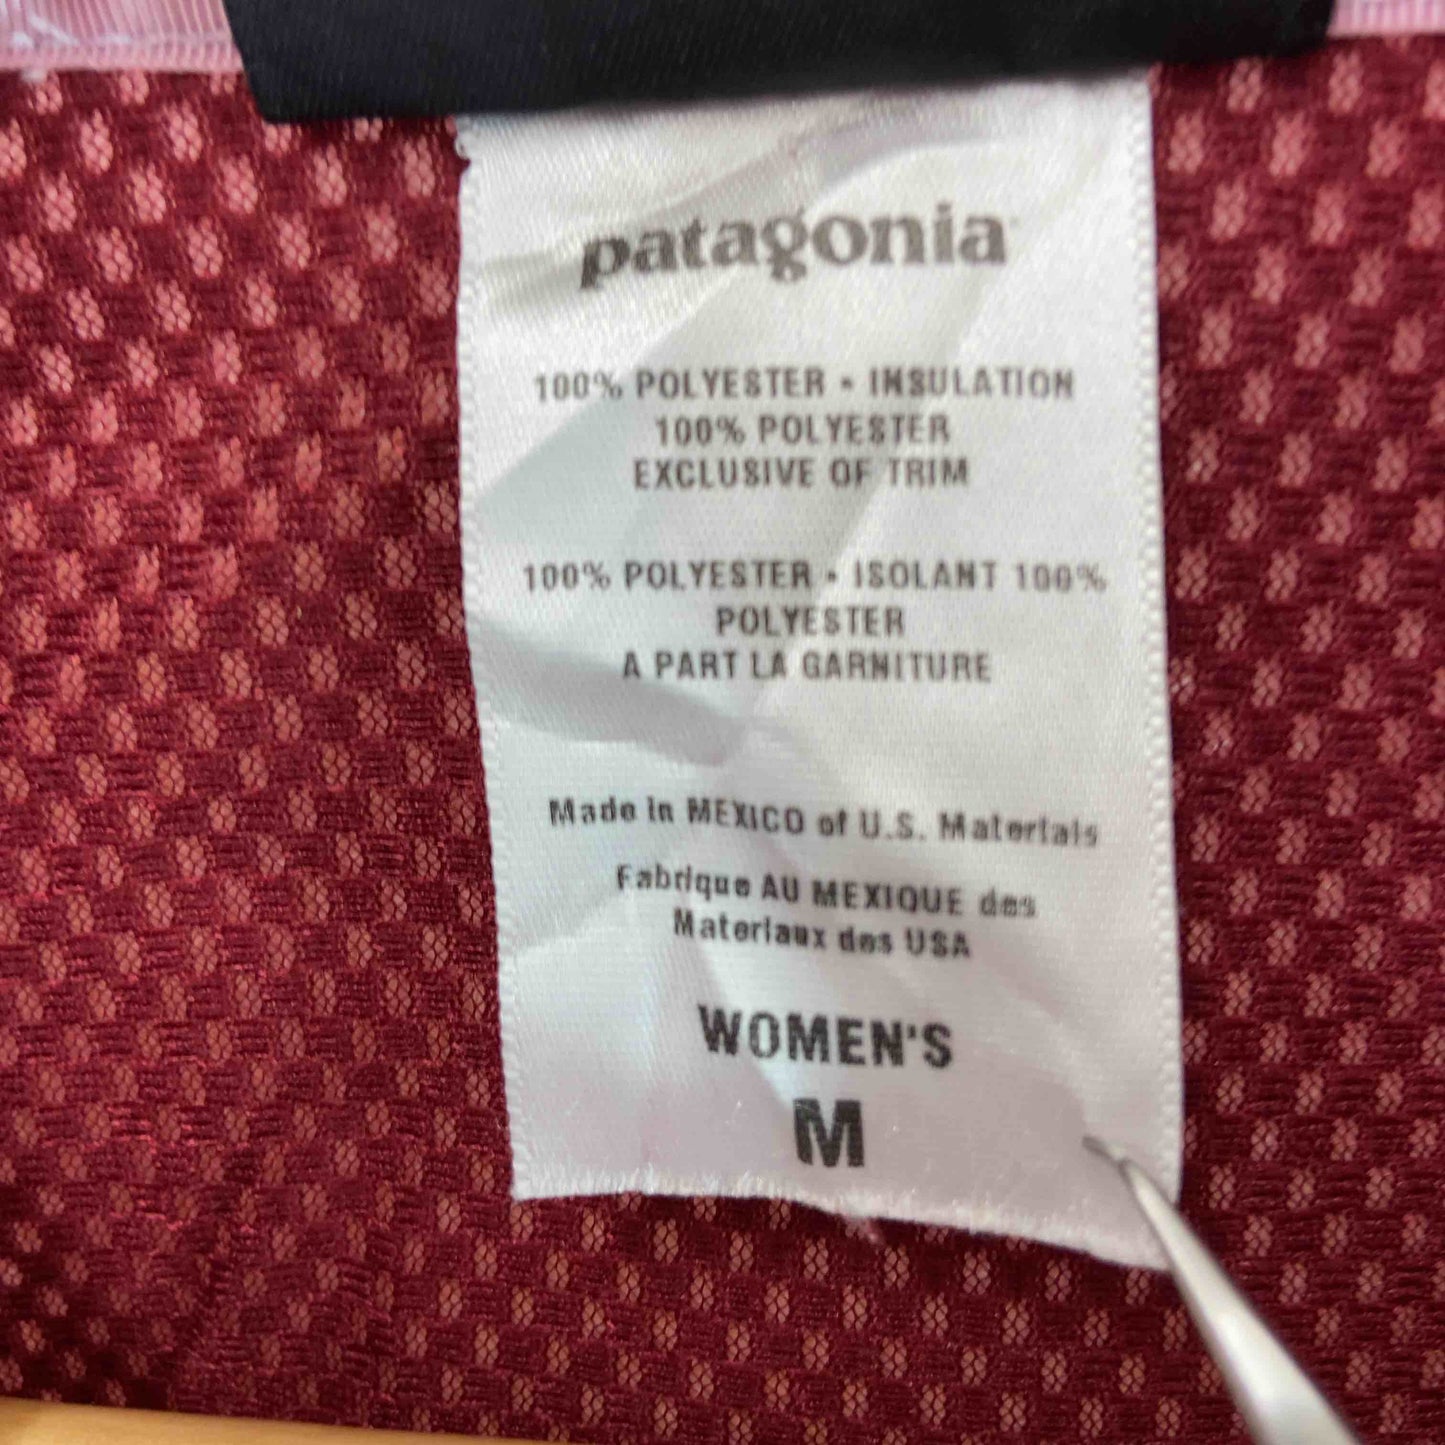 patagonia
100% POLYESTER • INSULATION
100% POLYESTER
EXCLUSIVE OF TRIM
100% POLYESTER • ISOLANT 100%
POLYESTER
A PART LA GARNITURE
Made in MEXICO of U.S. Materials
Fabrique AU MEXIQUE des
Materiaux des USA
WOMEN'S
M